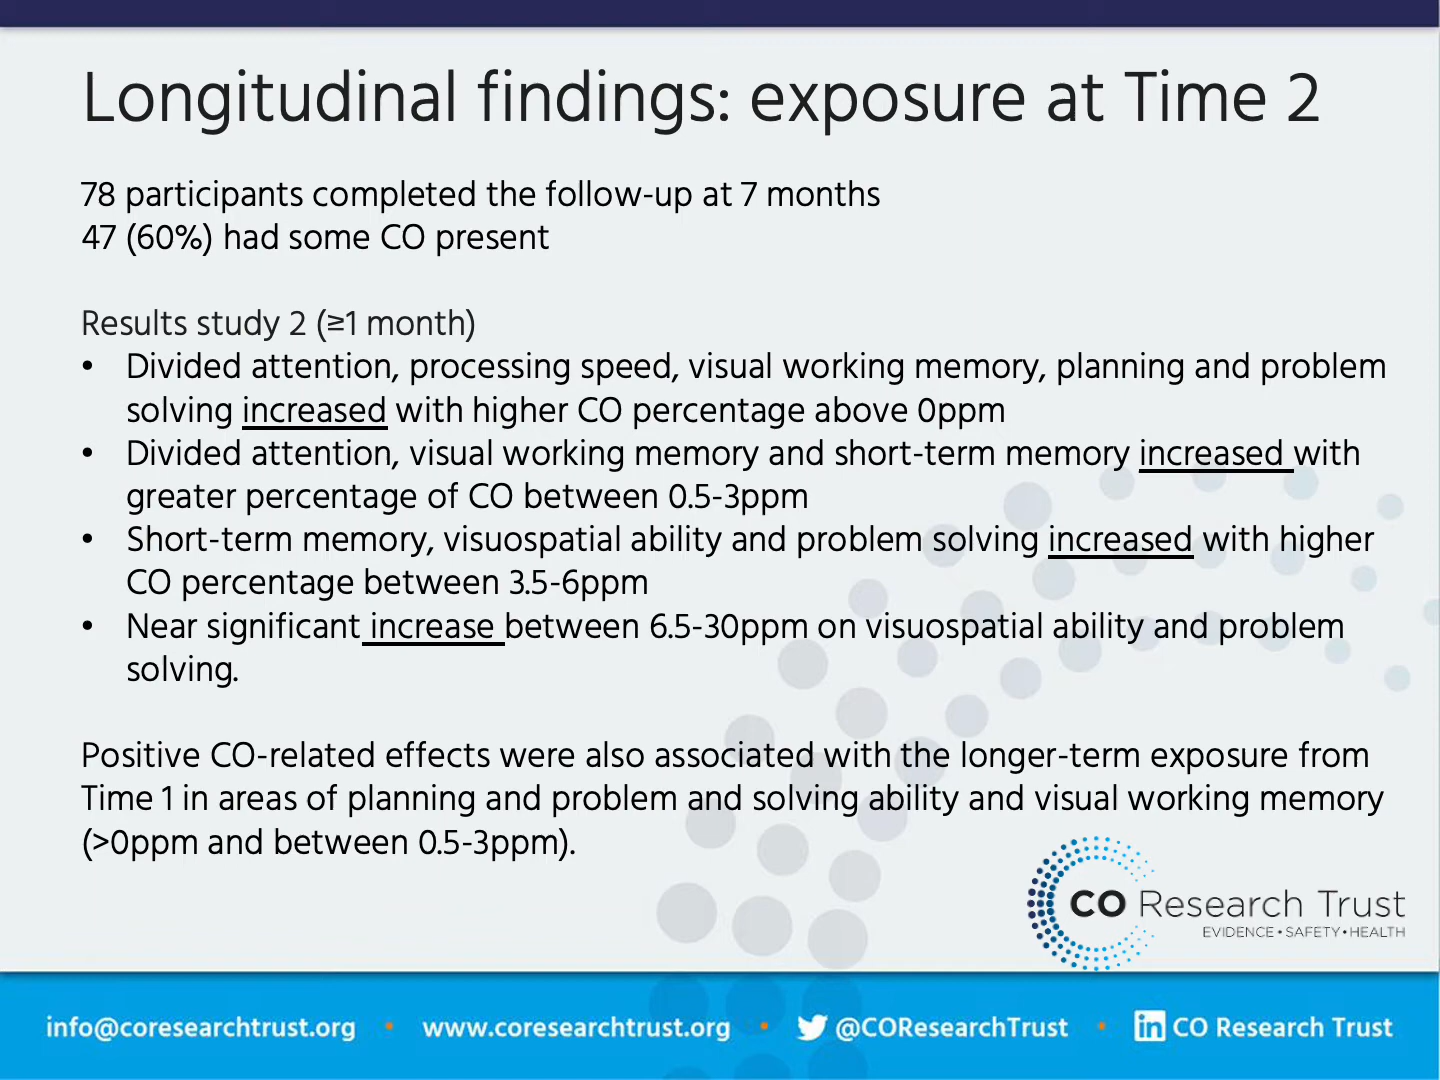 Longitudinal findings: exposure at Time 2
78 participants completed the follow-up at 7 months
47 (60%) had some CO present
Results study 2 (≥1 month)
• Divided attention, processing speed, visual working memory, planning and problem
solving increased with higher CO percentage above 0ppm
• Divided attention, visual working memory and short-term memory increased with
greater percentage of CO between 0.5-3ppm
• Short-term memory, visuospatial ability and problem solving increased with higher
CO percentage between 3.5-6ppm
• Near significant increase between 6.5-30ppm on visuospatial ability and problem
solving.
Positive CO-related effects were also associated with the longer-term exposure from
Time 1 in areas of planning and problem and solving ability and visual working memory
(>0ppm and between 0.5-3ppm).
CO Research Trust
EVIDENCE • SAFETY • HEALTH
info@coresearchtrust.org • www.coresearchtrust.org • @COResearchTrust • in CO Research Trust